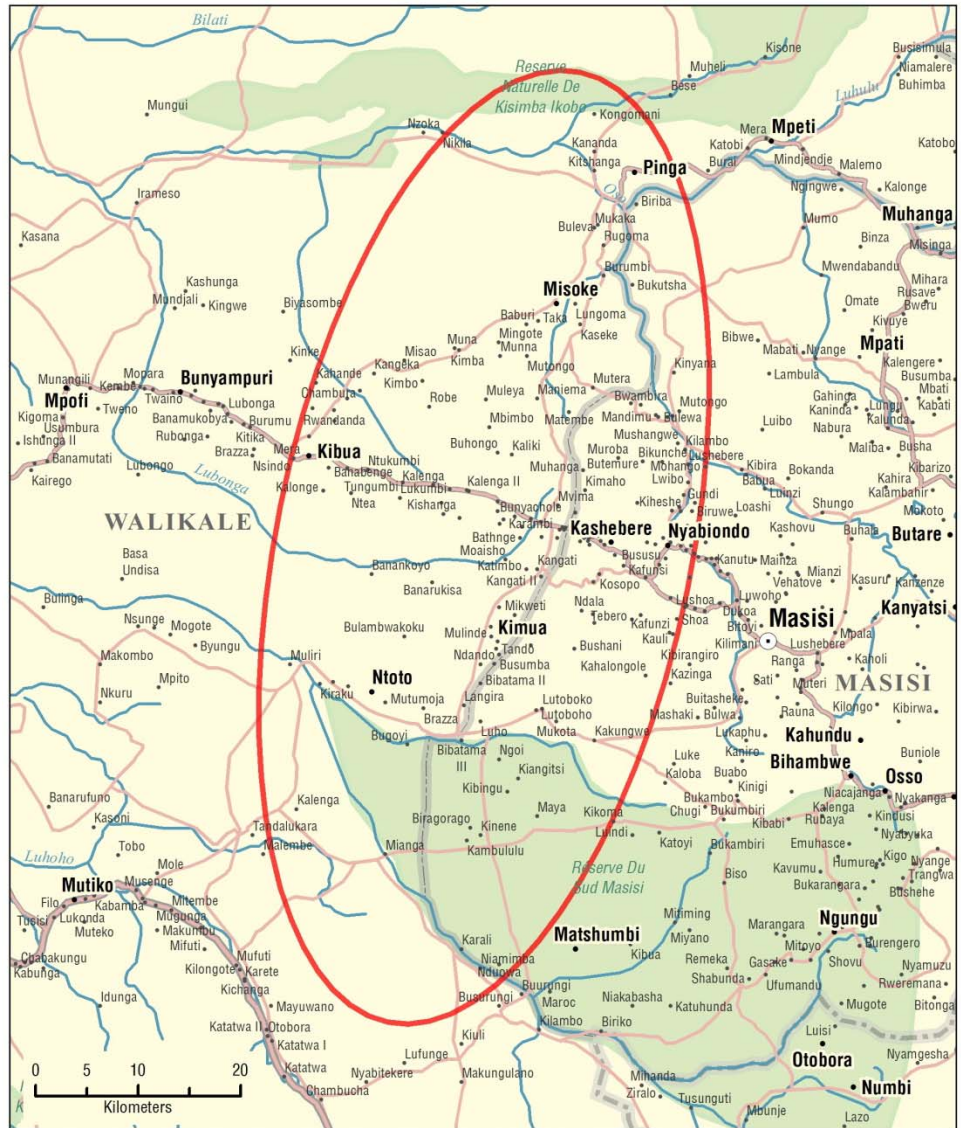 Bilati
Kisone
Busisimula
Muheli
Niamalere
Reserve
Naturelle De
Kisimba Ikobo
Bese
Luhulu
Buhimba
Mungui
Kongomani
Nzoka
Nikila
Mera
Mpeti
Katobi
Katobo
Kananda
Kitshanga
Pinga
Burai
Mindjendje
Malemo
Irameso
Oso
Ngingwe
Kalonge
Biriba
Mukaka
Buleva
Mumo
Muhanga
Kasana
Rugoma
Binza
Misinga
Burumbi
Mwendabandu
Kashunga
Bukutsha
Mihara
Mundjali
Kingwe
Biyasombe
Misoke
Omate
Rusave
Bweru
Baburi
Taka
Lungoma
Kivuye
Mingote
Kaseke
Bibwe
Mpati
Muna
Munna
Mabati
Nyange
Kinke
Misao
Kimba
Kalengere
Kangeka
Mutongo
Kinyana
Lambula
Busumba
Munangili
Mopara
Kahande
Kimbo
Kembe
Bunyampuri
Chambura
Muleya
Maniema
Mutera
Mbati
Mpofi
Twaino
Gahinga
Kabati
Kigoma
Tweno
Lubonga
Robe
Bwambira
Mutongo
Kaninda
Lungu
Usumbura
Banamukobya
Rwandanda
Mbimbo
Matembe
Mandimu
Bulewa
Luibo
Kalunda
Ishunga II
Rubonga
Burumu
Nabura
Kitika
Buhongo
Kaliki
Mushangwe
Kilambo
Busha
Banamutati
Brazza
Mera
Kibua
Muroba
Bikunche
Lushebere
Maliba
Kairego
Lubongo
Nsindo
Ntukumbi
Bahabenge
Muhanga
Butemure
Mohango
Kibira
Bokanda
Kibarizo
Lubonga
Kalenga
Kalenga II
Kimaho
Lwibo
Babua
Kahira
Kalonge
Tungumbi
Lukumbi
Mvima
Gundi
Luinzi
Kalambahir
Ntea
Kishanga
Bunyachole
Kiheshe
Biruwe
Loashi
Shungo
Mokoto
WALIKALE
Karambi
Kashebere
Nyabiondo
Kashovu
Buhala
Butare
Bathnge
Moaisho
Kangati
Bususu
Kanutu
Mainza
Basa
Undisa
Banankoyo
Katimbo
Kafunsi
Mianzi
Kangati II
Kosopo
Vehatove
Kasuru
Kanzenze
Banarukisa
Bulinga
Mikweti
Ndala
Lushoa
Luwoho
Kanyatsi
Dukoa
Nsunge
Mogote
Bulambwakoku
Mulinde
Kimua
Tebero
Kafunzi
Shoa
Bitoyi
Masisi
Byungu
Tando
Kauli
Kilimani
Lushebere
Mpala
Makombo
Muliri
Ndando
Bushani
Busumba
Kahalongole
Kibirangiro
Ranga
Kaholi
Mpito
Ntoto
Bibatama II
Kazinga
Sati
Muteri
MASISI
Nkuru
Kiraku
Langira
Mutumoja
Lutoboko
Buitasheke
Rauna
Kilongo
Kibirwa
Brazza
Lutoboho
Mashaki
Bulwa
Bugoyi
Luho
Mukota
Kakungwe
Lukaphu
Kahundu
Bibatama
III
Ngoi
Luke
Kaniro
Buniole
Kiangitsi
Kaloba
Buabo
Bihambwe
Osso
Kibingu
Kinigi
Niacajanga
Banarufuno
Kalenga
Maya
Bukambo
Kalenga
Nyakanga
Kasoni
Biragorago
Kikoma
Chugi
Bukumbiri
Rubaya
Kindusi
Tandalukara
Kinene
Kibabi
Luindi
Nyabyuka
Tobo
Malembe
Mianga
Kambululu
Katoyi
Bukambiri
Emuhasce
Luhoho
Mole
Réserve Du
Sud Masisi
Humure
Kigo
Nyange
Mutiko
Musenge
Biso
Kavumu
Trangwa
Filo
Kabamba
Mitembe
Bukarangara
Bushehe
Tusisi
Lukonda
Mugunga
Mitiming
Marangara
Ngungu
Muteko
Makumbu
Karali
Matshumbi
Miyano
Burengero
Chabakungu
Mifuti
Mufuti
Niamimba
Kibua
Mitoyo
Shovu
Kabunga
Kilongote
Karete
Nduowa
Remeka
Gasake
Nyamuzu
Kichanga
Buurungi
Shabunda
Ufumandu
Rweremana
Idunga
Mayuwano
Busurungi
Maroc
Niakabasha
Katuhunda
Mugote
Bitonga
Katatwa II
Otobora
Kilambo
Biriko
Luisi
Katatwa I
Kiuli
Otobora
0 10 20
Kilometers
Katatwa
Lufunge
Nyamgesha
Nyabitekere
Makungulano
Mihanda
Numbi
Chambucha
Ziralo
Tusunguti
Mbunje
Lazo